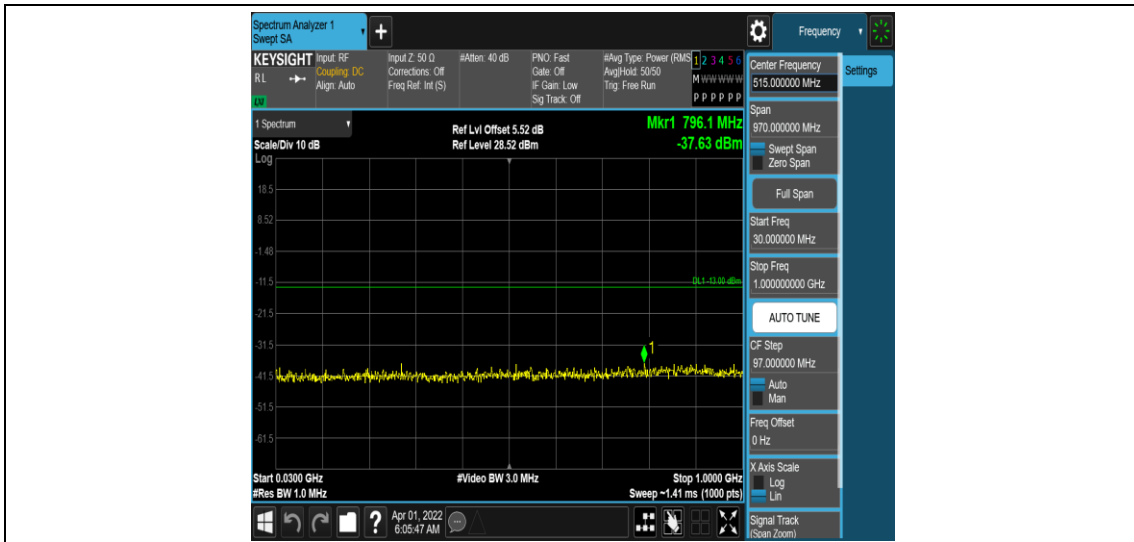 Spectrum Analyzer 1
Swept SA
+
Frequency
KEYSIGHT
RL
LXI
Input: RF
Coupling: DC
Align: Auto
Input Z: 50 Ω
Corrections: Off
Freq Ref: Int (S)
#Atten: 40 dB
PNO: Fast
Gate: Off
IF Gain: Low
Sig Track: Off
#Avg Type: Power (RMS
Avg|Hold: 50/50
Trig: Free Run
1 2 3 4 5 6
M W W W W W
P P P P P P
1 Spectrum
Scale/Div 10 dB
Ref Lvl Offset 5.52 dB
Ref Level 28.52 dBm
Mkr1 796.1 MHz
-37.63 dBm
Log
18.5
8.52
-1.48
-11.5
DL1 -13.00 dBm
-21.5
-31.5
1
-41.5
-51.5
-61.5
Start 0.0300 GHz
#Res BW 1.0 MHz
#Video BW 3.0 MHz
Stop 1.0000 GHz
Sweep ~1.41 ms (1000 pts)
?
Apr 01, 2022
6:05:47 AM
Center Frequency
515.000000 MHz
Settings
Span
970.000000 MHz
Swept Span
Zero Span
Full Span
Start Freq
30.000000 MHz
Stop Freq
1.000000000 GHz
AUTO TUNE
CF Step
97.000000 MHz
Auto
Man
Freq Offset
0 Hz
X Axis Scale
Log
Lin
Signal Track
(Span Zoom)